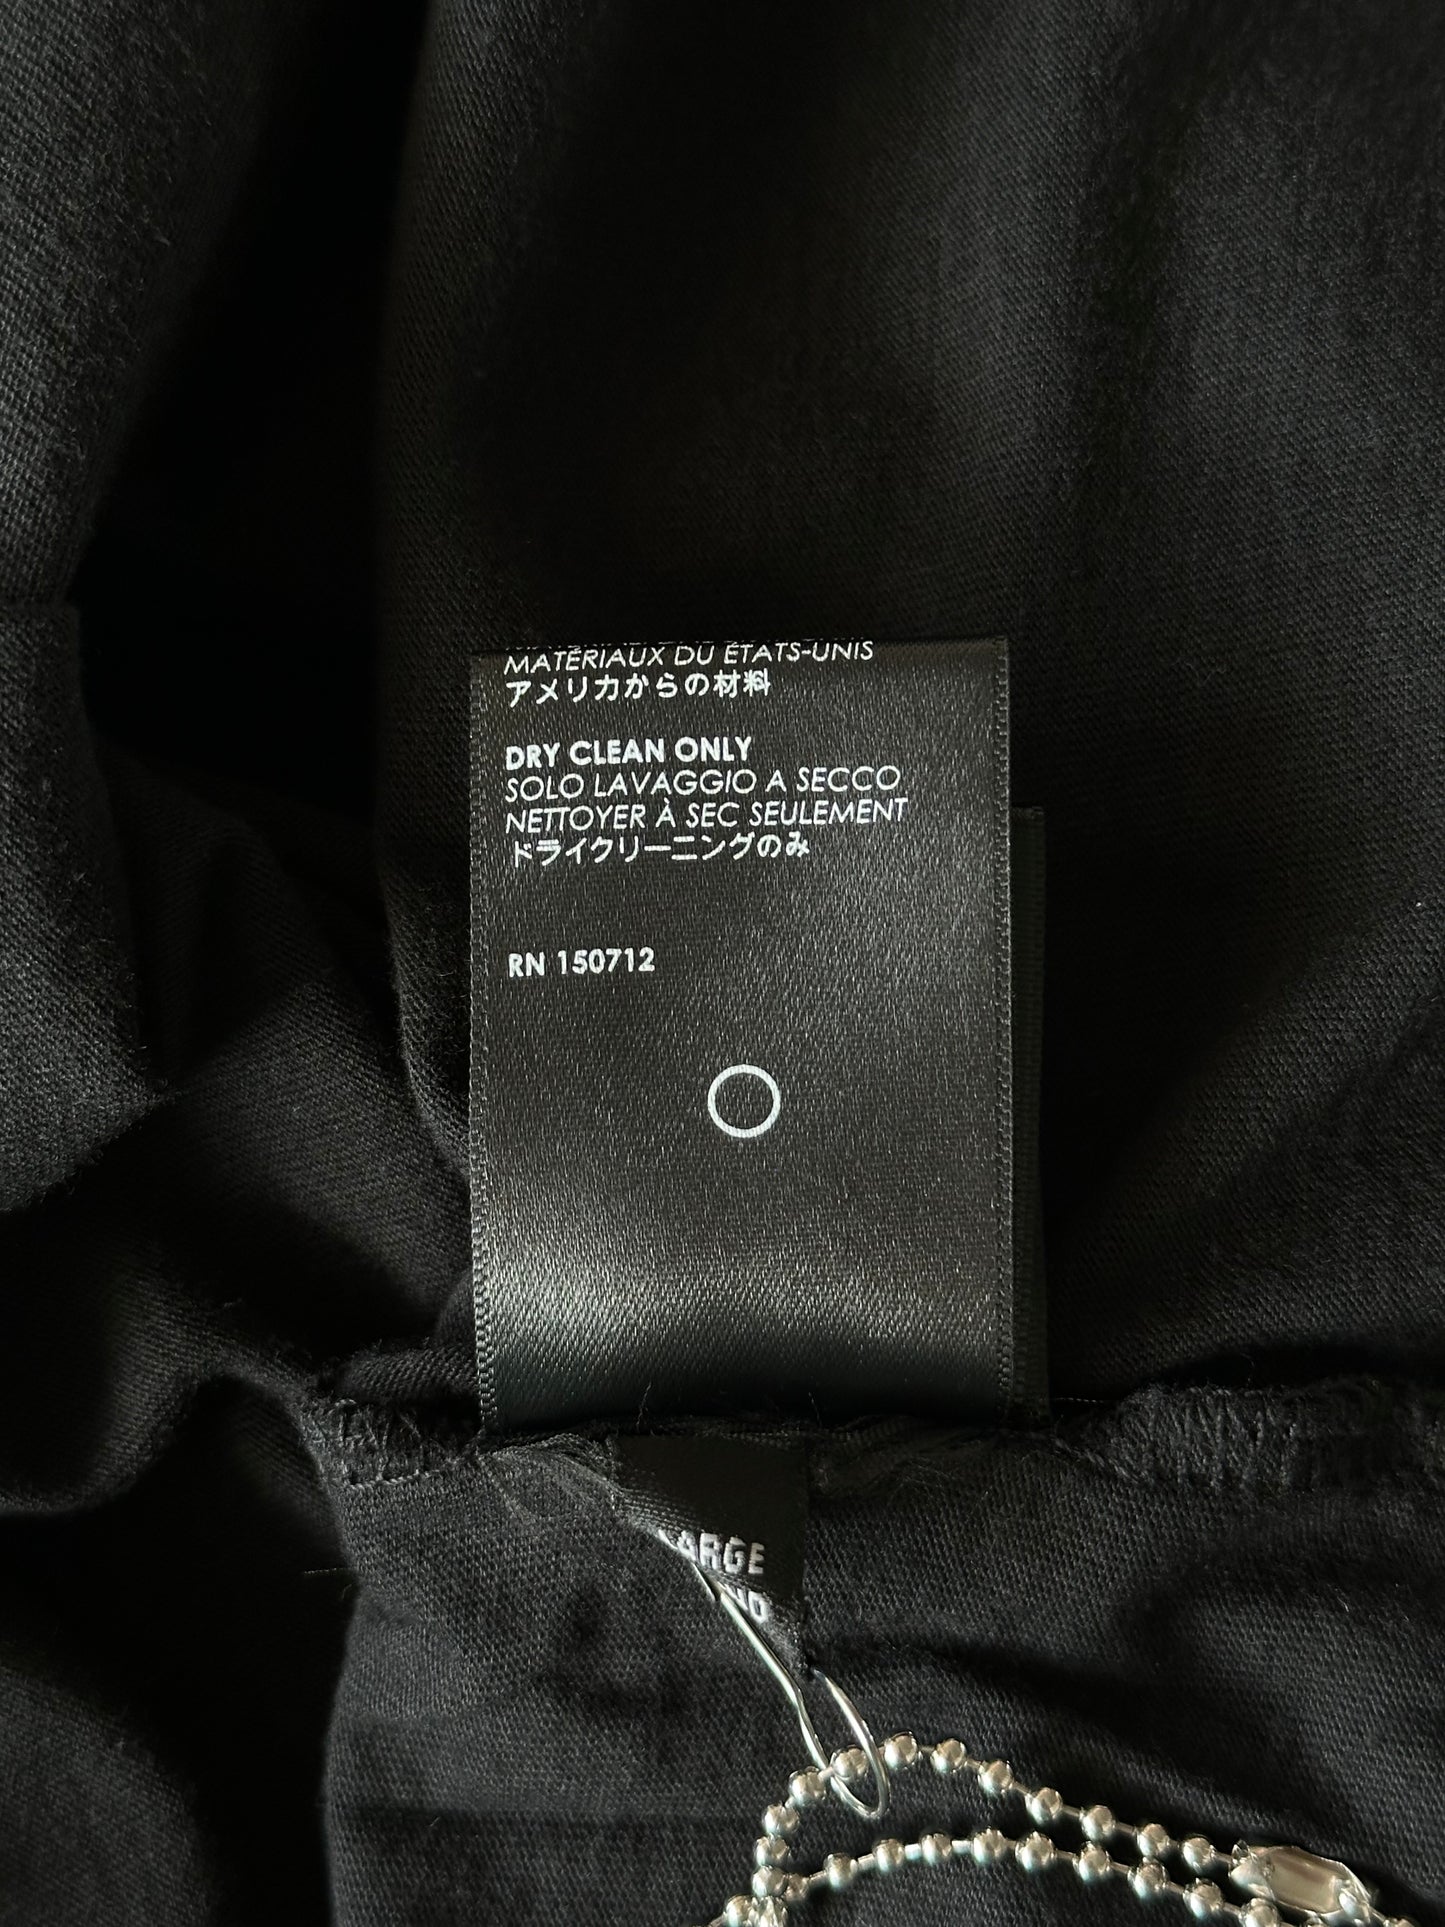 MATÉRIAUX DU ÉTATS-UNIS
アメリカからの材料
DRY CLEAN ONLY
SOLO LAVAGGIO A SECCO
NETTOYER À SEC SEULEMENT
ドライクリーニングのみ
RN 150712
LARGE